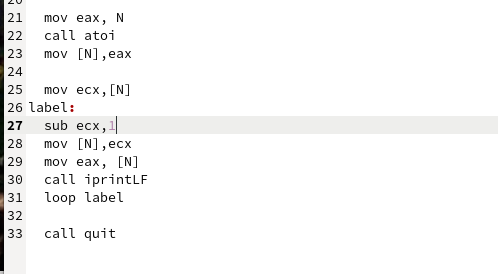 21 mov eax, N
22 call atoi
23 mov [N],eax
24
25 mov ecx,[N]
26 label:
27 sub ecx,1
28 mov [N],ecx
29 mov eax, [N]
30 call iprintLF
31 loop label
32
33 call quit